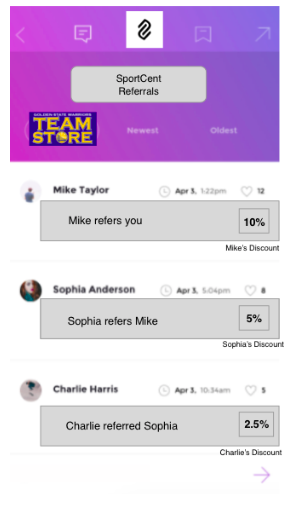 SportCent
Referrals
GOLDEN STATE WARRIORS
TEAM
STORE
Newest
Oldest
Mike Taylor
Apr 3, 1:22pm
12
Mike refers you
10%
Mike's Discount
Sophia Anderson
Apr 3, 5:04pm
8
Sophia refers Mike
5%
Sophia's Discount
Charlie Harris
Apr 3, 10:34am
5
Charlie referred Sophia
2.5%
Charlie's Discount